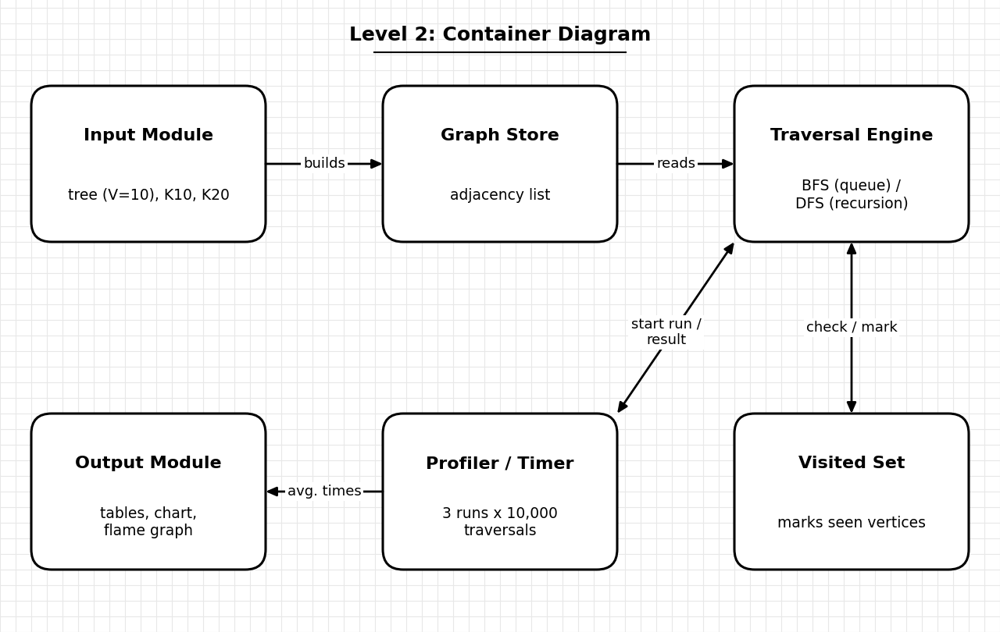 Level 2: Container Diagram
Input Module
tree (V=10), K10, K20
builds
Graph Store
adjacency list
reads
Traversal Engine
BFS (queue) /
DFS (recursion)
start run /
result
check / mark
Output Module
tables, chart,
flame graph
avg. times
Profiler / Timer
3 runs x 10,000
traversals
Visited Set
marks seen vertices